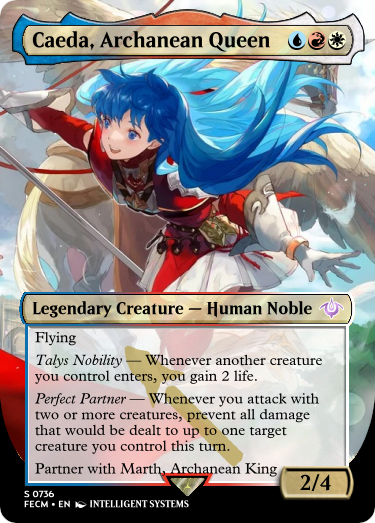 Caeda, Archanean Queen
Legendary Creature — Human Noble
Flying
Talys Nobility — Whenever another creature
you control enters, you gain 2 life.
Perfect Partner — Whenever you attack with
two or more creatures, prevent all damage
that would be dealt to up to one target
creature you control this turn.
Partner with Marth, Archanean King
2/4
S 0736
FECM • EN INTELLIGENT SYSTEMS